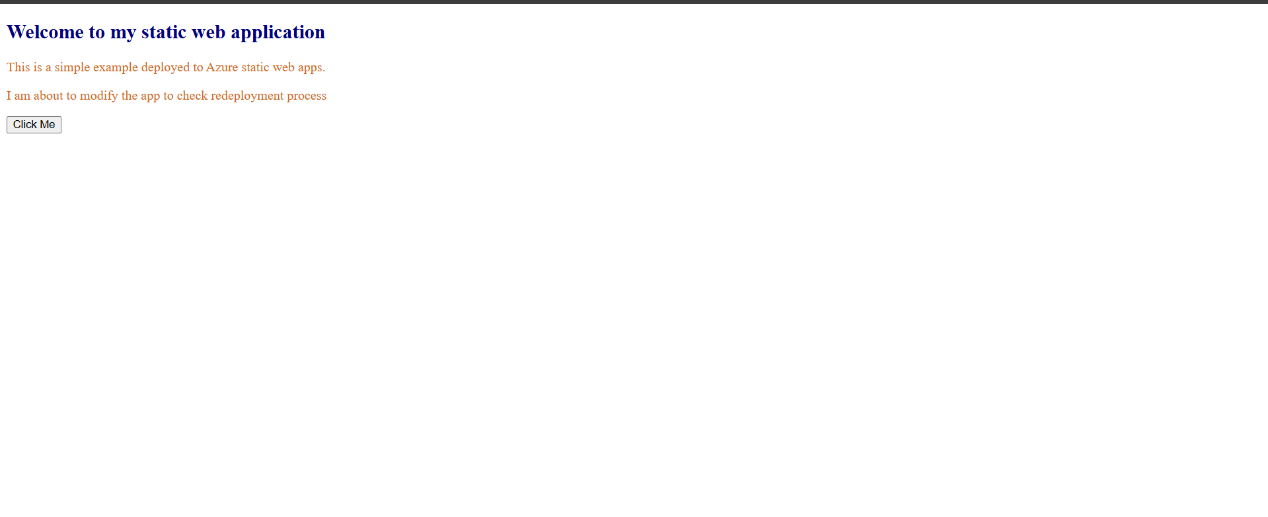 Welcome to my static web application
This is a simple example deployed to Azure static web apps.
I am about to modify the app to check redeployment process
Click Me